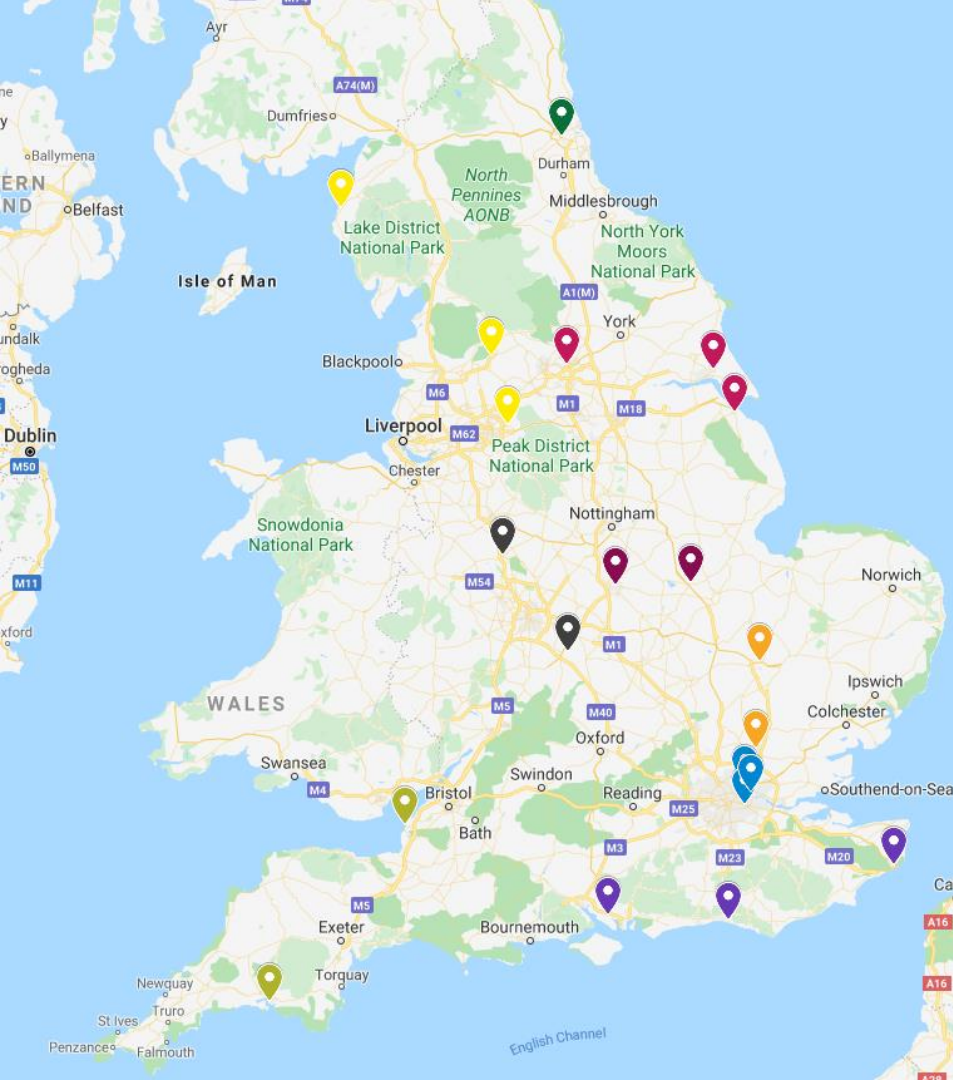 Ayr
A74(M)
Dumfries
Ballymena
ERN
ND
Belfast
Durham
North
Pennines
AONB
Middlesbrough
Lake District
National Park
North York
Moors
National Park
Isle of Man
A1(M)
York
undalk
rogheda
Blackpool
M6
M1
M18
Liverpool
M62
Dublin
M50
Peak District
National Park
Chester
Nottingham
Snowdonia
National Park
M54
M11
Norwich
xford
M1
WALES
M5
M40
Ipswich
Colchester
Oxford
Swansea
M4
Swindon
Bristol
Reading
M25
Southend-on-Sea
Bath
M3
M23
M20
Ca
M5
Exeter
Bournemouth
A16
Torquay
Newquay
A16
Truro
St Ives
Penzance
Falmouth
English Channel